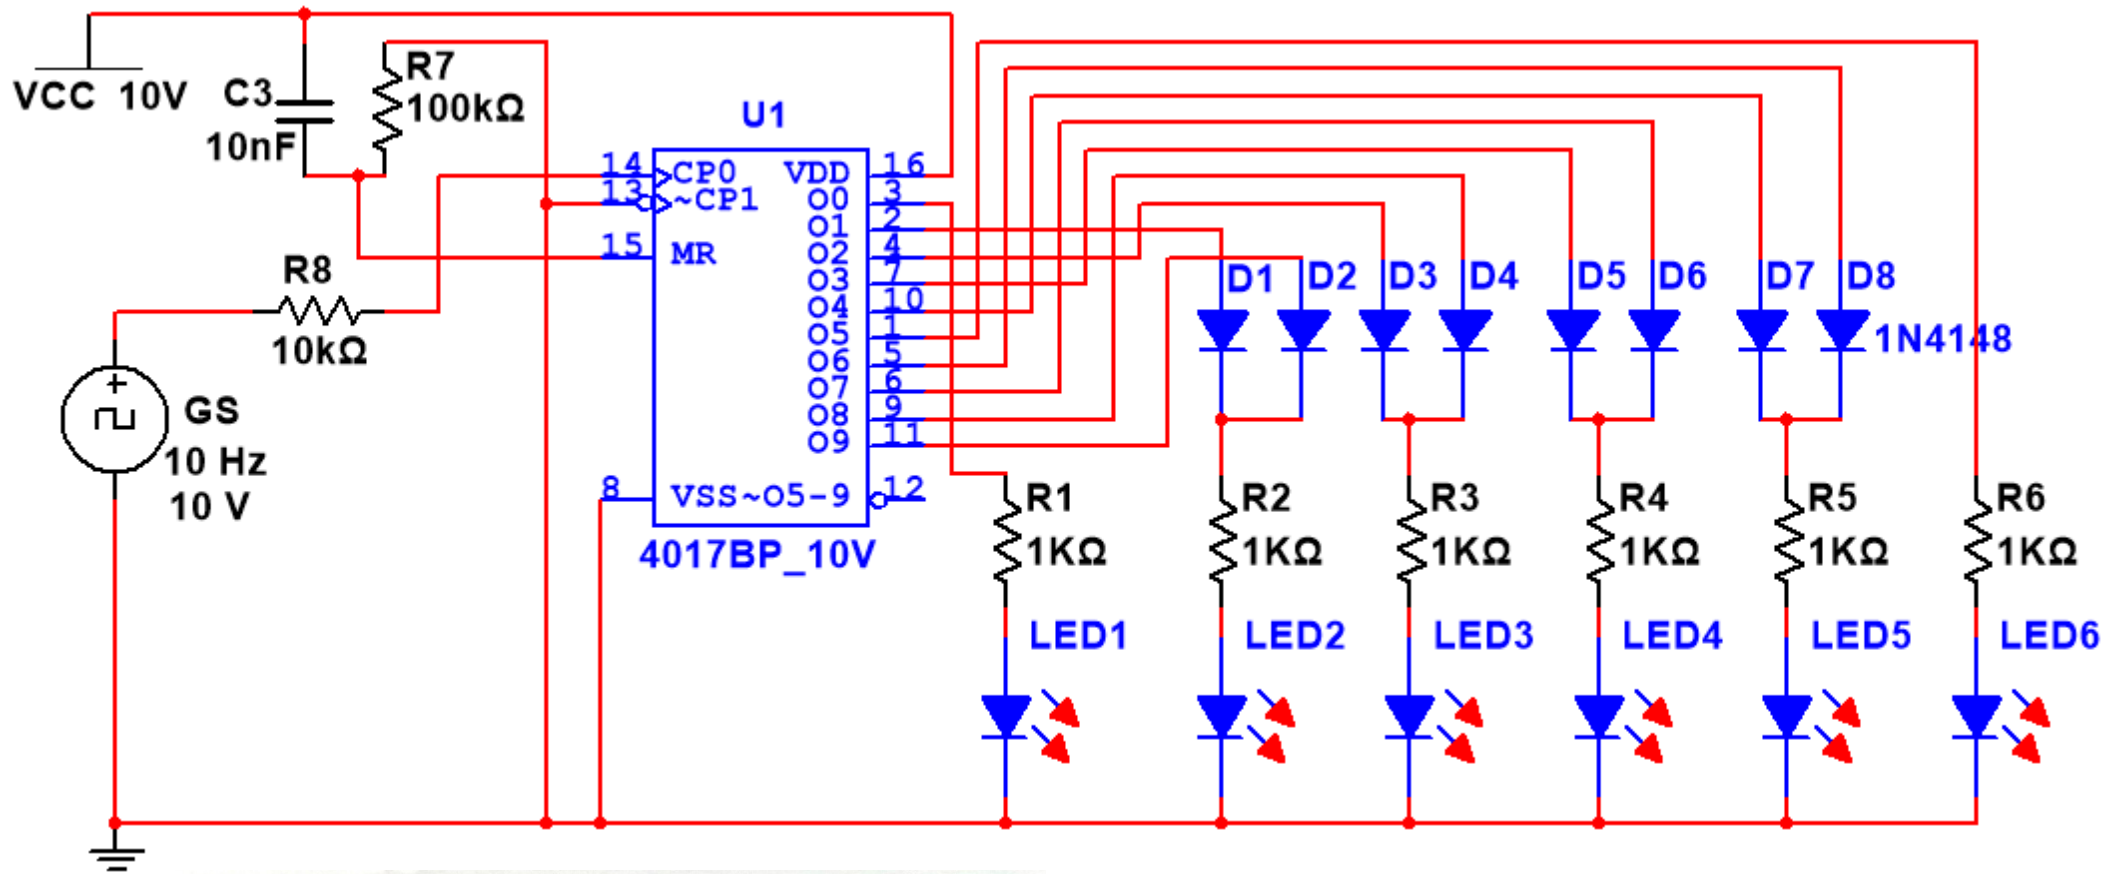 VCC 10V
C3
10nF
R7
100kΩ
U1
14
CP0
VDD
16
13
~CP1
O0
3
O1
2
15
MR
O2
4
O3
7
O4
10
O5
1
O6
5
O7
6
O8
9
O9
11
8
VSS
~O5-9
12
4017BP_10V
R8
10kΩ
GS
10 Hz
10 V
D1
D2
D3
D4
D5
D6
D7
D8
1N4148
R1
1KΩ
R2
1KΩ
R3
1KΩ
R4
1KΩ
R5
1KΩ
R6
1KΩ
LED1
LED2
LED3
LED4
LED5
LED6